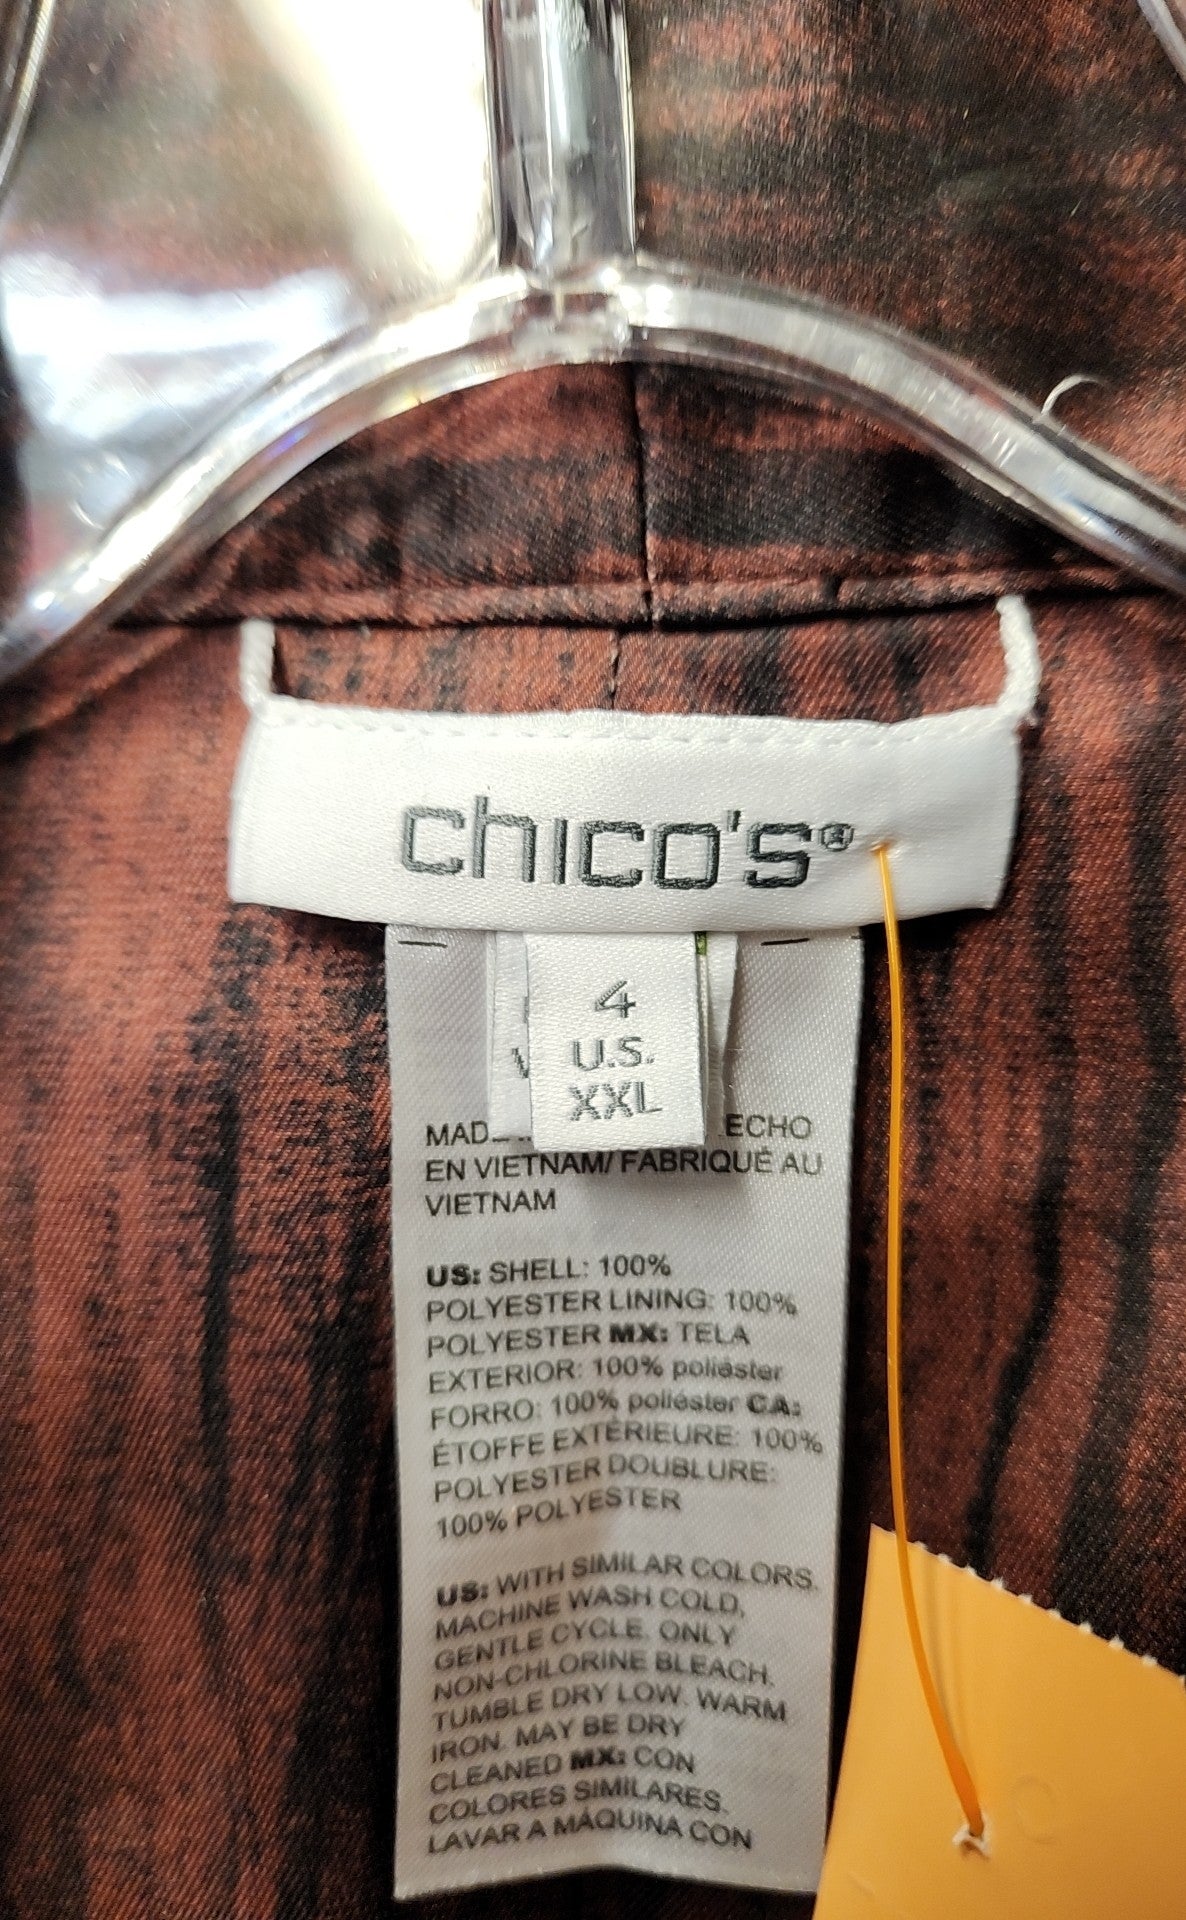 chico's®
4
U.S.
XXL
ECHO
EN VIETNAM/ FABRIQUÉ AU
VIETNAM
US: SHELL: 100%
POLYESTER LINING: 100%
POLYESTER MX: TELA
EXTERIOR: 100% poliéster
FORRO: 100% poliéster CA:
ÉTOFFE EXTÉRIEURE: 100%
POLYESTER DOUBLURE:
100% POLYESTER
US: WITH SIMILAR COLORS.
MACHINE WASH COLD,
GENTLE CYCLE. ONLY
NON-CHLORINE BLEACH.
TUMBLE DRY LOW. WARM
IRON. MAY BE DRY
CLEANED MX: CON
COLORES SIMILARES.
LAVAR A MÁQUINA CON